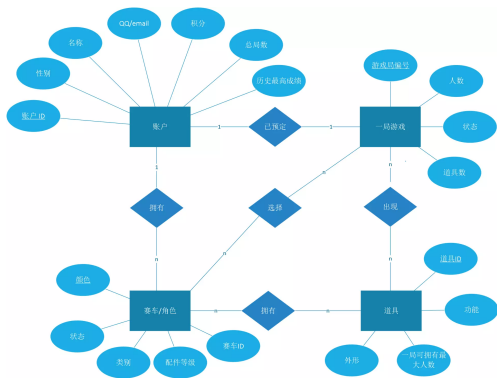 QQ/email
积分
名称
总局数
性别
历史最高成绩
账户 ID
账户
1
已预定
1
一局游戏
游戏局编号
人数
状态
道具数
1
n
n
拥有
选择
出现
n
n
n
颜色
赛车/角色
n
拥有
n
道具
道具ID
功能
状态
类别
配件等级
赛车ID
外形
一局可拥有最
大人数